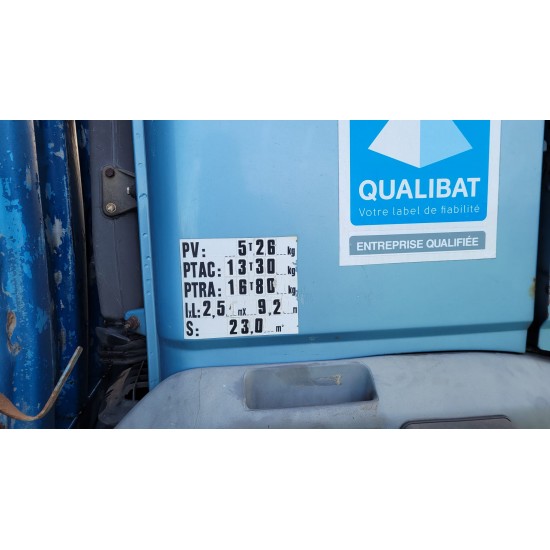 QUALIBAT
Votre label de fiabilité
ENTREPRISE QUALIFIÉE
PV: 5T26 kg
PTAC: 13T30 kg
PTRA: 16T80 kg
l,L: 2,5 mx 9,2 m
S: 23,0 m²